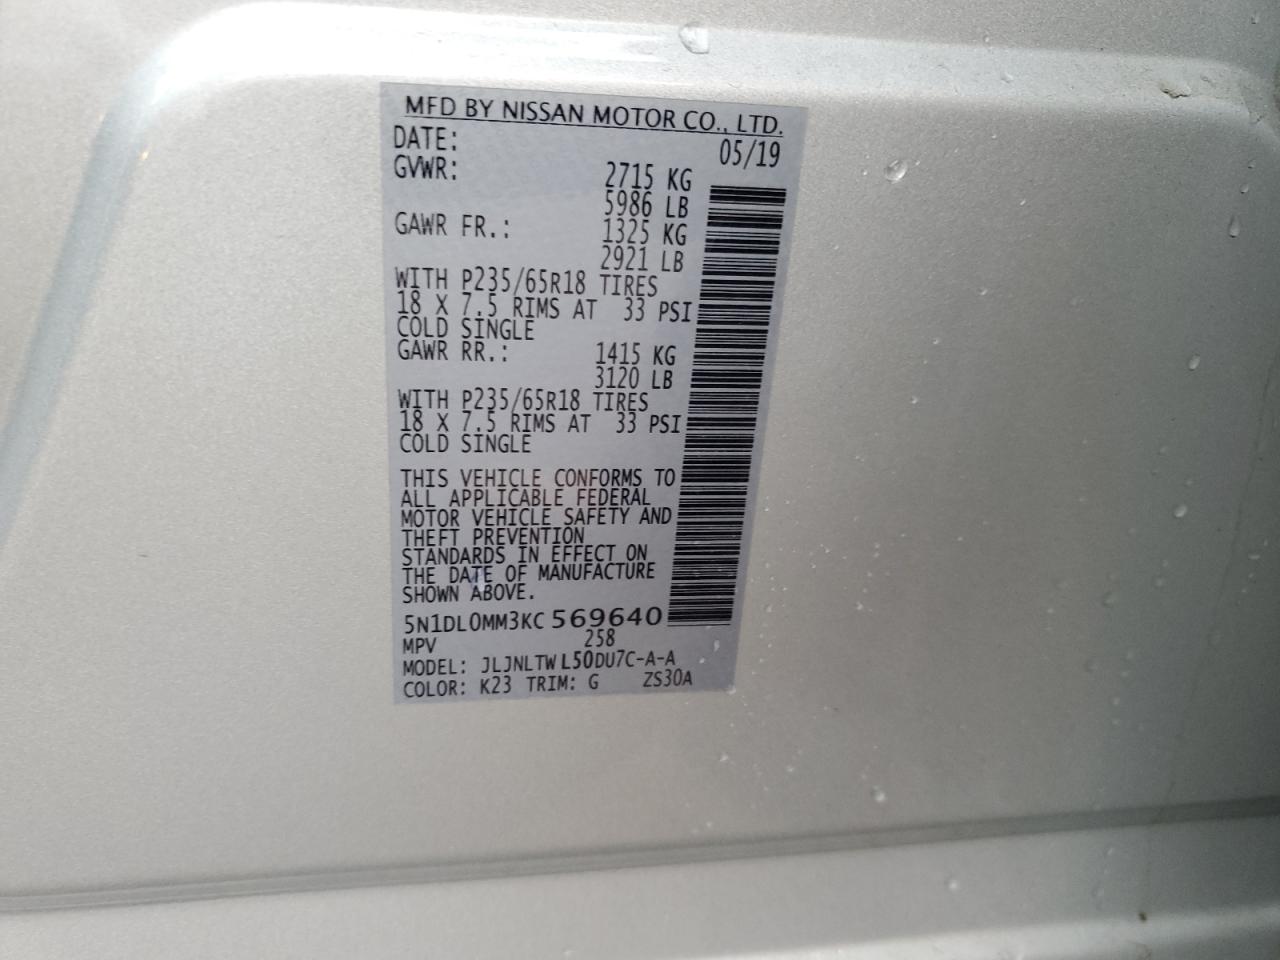 MFD BY NISSAN MOTOR CO., LTD.
DATE: 05/19
GVWR: 2715 KG
5986 LB
GAWR FR.: 1325 KG
2921 LB
WITH P235/65R18 TIRES
18 X 7.5 RIMS AT 33 PSI
COLD SINGLE
GAWR RR.: 1415 KG
3120 LB
WITH P235/65R18 TIRES
18 X 7.5 RIMS AT 33 PSI
COLD SINGLE
THIS VEHICLE CONFORMS TO
ALL APPLICABLE FEDERAL
MOTOR VEHICLE SAFETY AND
THEFT PREVENTION
STANDARDS IN EFFECT ON
THE DATE OF MANUFACTURE
SHOWN ABOVE.
5N1DL0MM3KC569640
MPV 258
MODEL: JLJNLTWL50DU7C-A-A
COLOR: K23 TRIM: G ZS30A